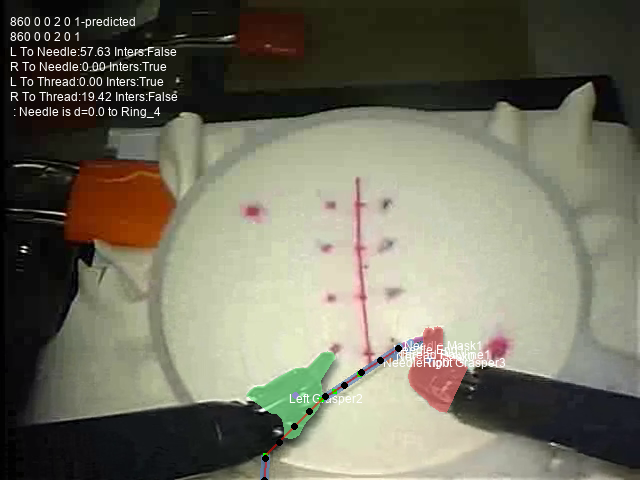 860 0 0 2 0 1-predicted
860 0 0 2 0 1
L To Needle:57.63 Inters:False
R To Needle:0.00 Inters:True
L To Thread:0.00 Inters:True
R To Thread:19.42 Inters:False
: Needle is d=0.0 to Ring_4
Mask1
Right Grasper3
Left Grasper2